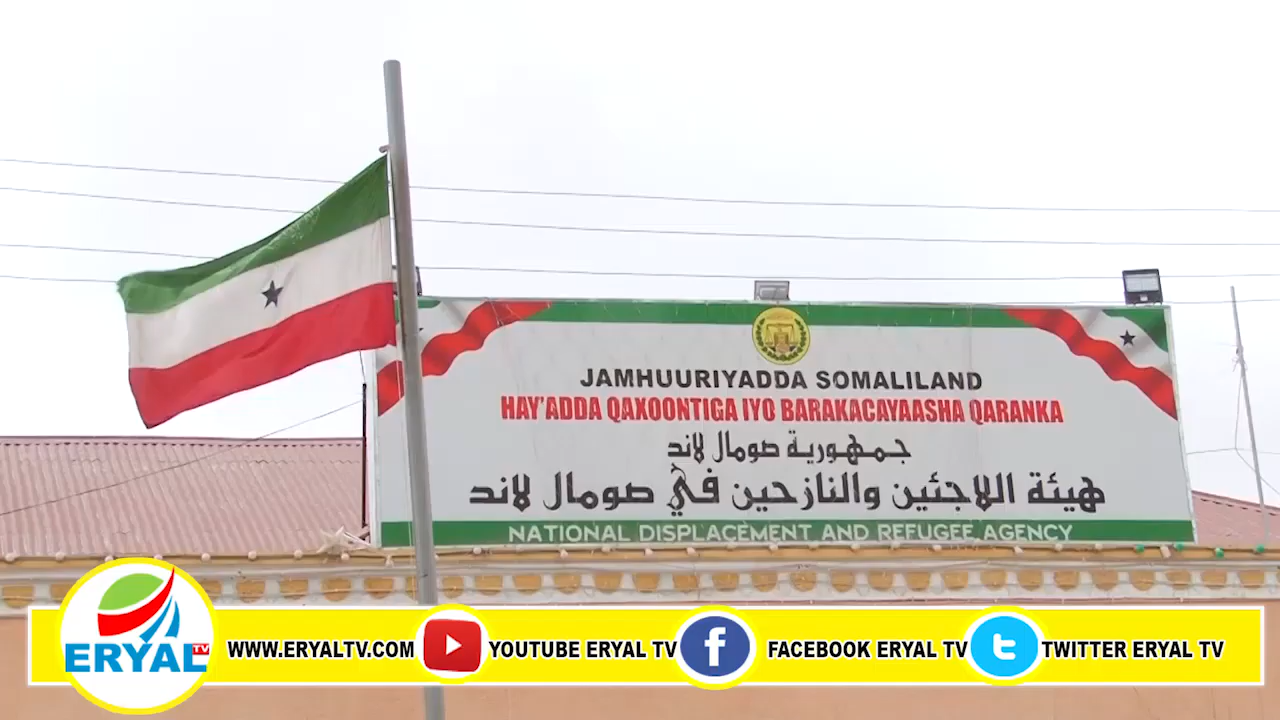 JAMHUURIYADDA SOMALILAND
HAY'ADDA QAXOONTIGA IYO BARAKACAYAASHA QARANKA
جمهورية صومال لاند
هيئة اللاجئين والنازحين في صومال لاند
NATIONAL DISPLACEMENT AND REFUGEE AGENCY
ERYAL TV
WWW.ERYALTV.COM
YOUTUBE ERYAL TV
f
FACEBOOK ERYAL TV
TWITTER ERYAL TV